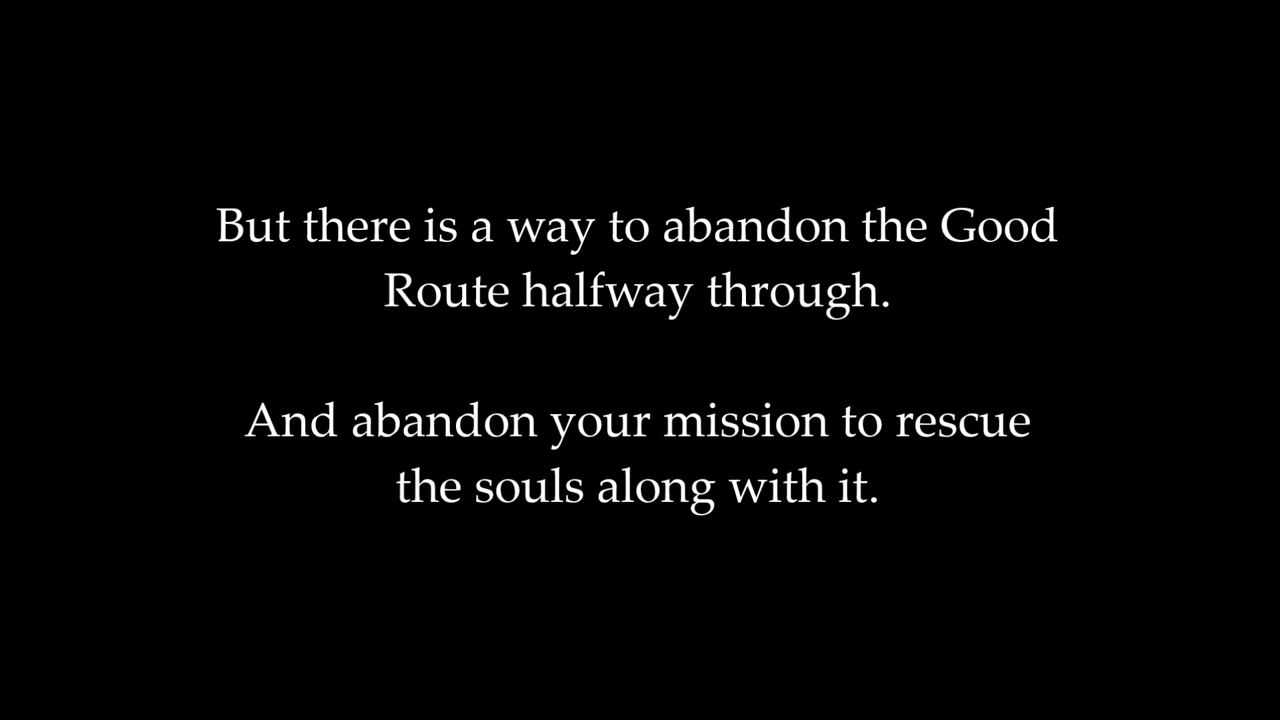 But there is a way to abandon the Good
Route halfway through.
And abandon your mission to rescue
the souls along with it.